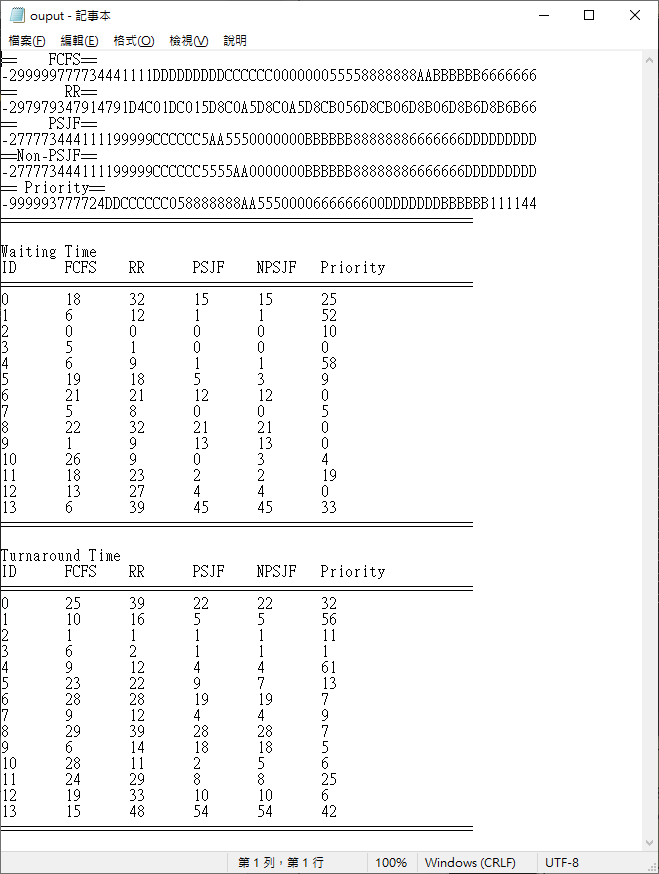 ouput - 記事本
檔案(F) 編輯(E) 格式(O) 檢視(V) 說明
== FCFS==
-299999777734441111DDDDDDDDDCCCCCC000000055558888888AABBBBBB6666666
== RR==
-297979347914791D4C01DC015D8C0A5D8C0A5D8CB056D8CB06D8B06D8B6D8B6B66
== PSJF==
-277773444111199999CCCCCC5AA5550000000BBBBBB88888886666666DDDDDDDDD
==Non-PSJF==
-277773444111199999CCCCCC5555AA0000000BBBBBB88888886666666DDDDDDDDD
== Priority==
-999993777724DDCCCCCC058888888AA5550000666666600DDDDDDDBBBBBB111144
===========================================================
Waiting Time
ID FCFS RR PSJF NPSJF Priority
===========================================================
0 18 32 15 15 25
1 6 12 1 1 52
2 0 0 0 0 10
3 5 1 0 0 0
4 6 9 1 1 58
5 19 18 5 3 9
6 21 21 12 12 0
7 5 8 0 0 5
8 22 32 21 21 0
9 1 9 13 13 0
10 26 9 0 3 4
11 18 23 2 2 19
12 13 27 4 4 0
13 6 39 45 45 33
===========================================================
Turnaround Time
ID FCFS RR PSJF NPSJF Priority
===========================================================
0 25 39 22 22 32
1 10 16 5 5 56
2 1 1 1 1 11
3 6 2 1 1 1
4 9 12 4 4 61
5 23 22 9 7 13
6 28 28 19 19 7
7 9 12 4 4 9
8 29 39 28 28 7
9 6 14 18 18 5
10 28 11 2 5 6
11 24 29 8 8 25
12 19 33 10 10 6
13 15 48 54 54 42
===========================================================
第 1 列，第 1 行 100% Windows (CRLF) UTF-8